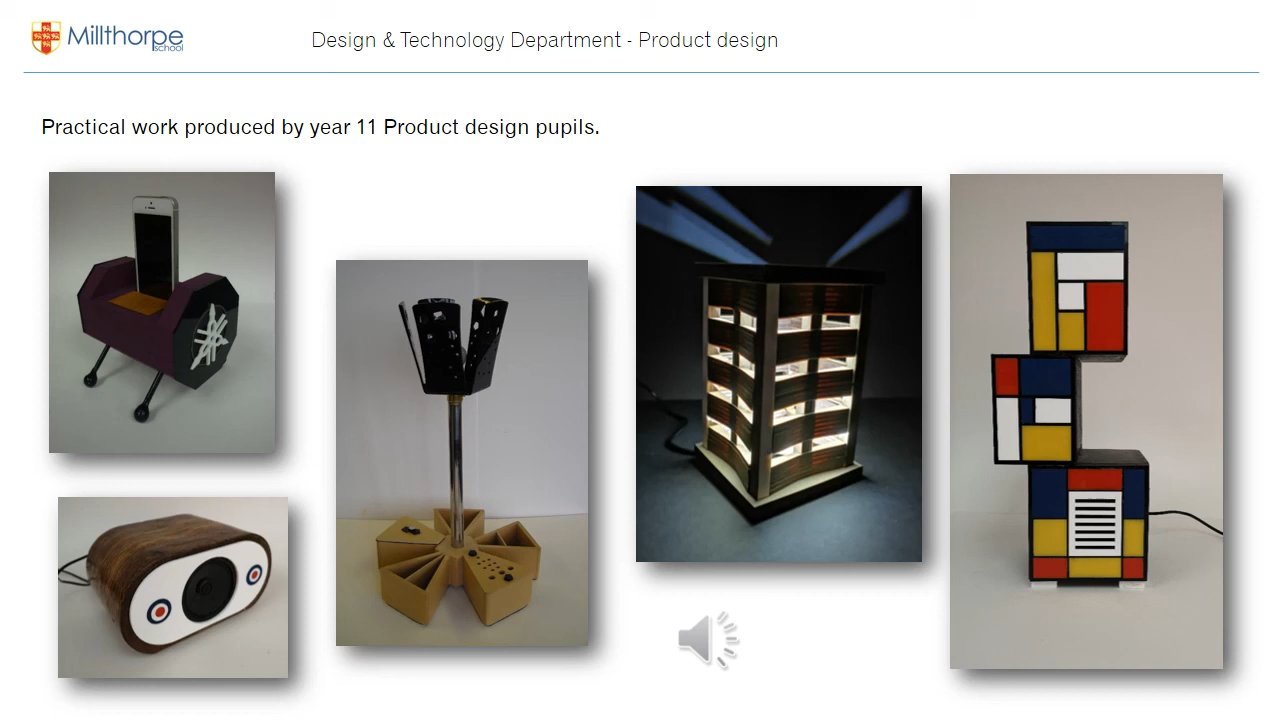 Millthorpe
school
Design & Technology Department - Product design
Practical work produced by year 11 Product design pupils.